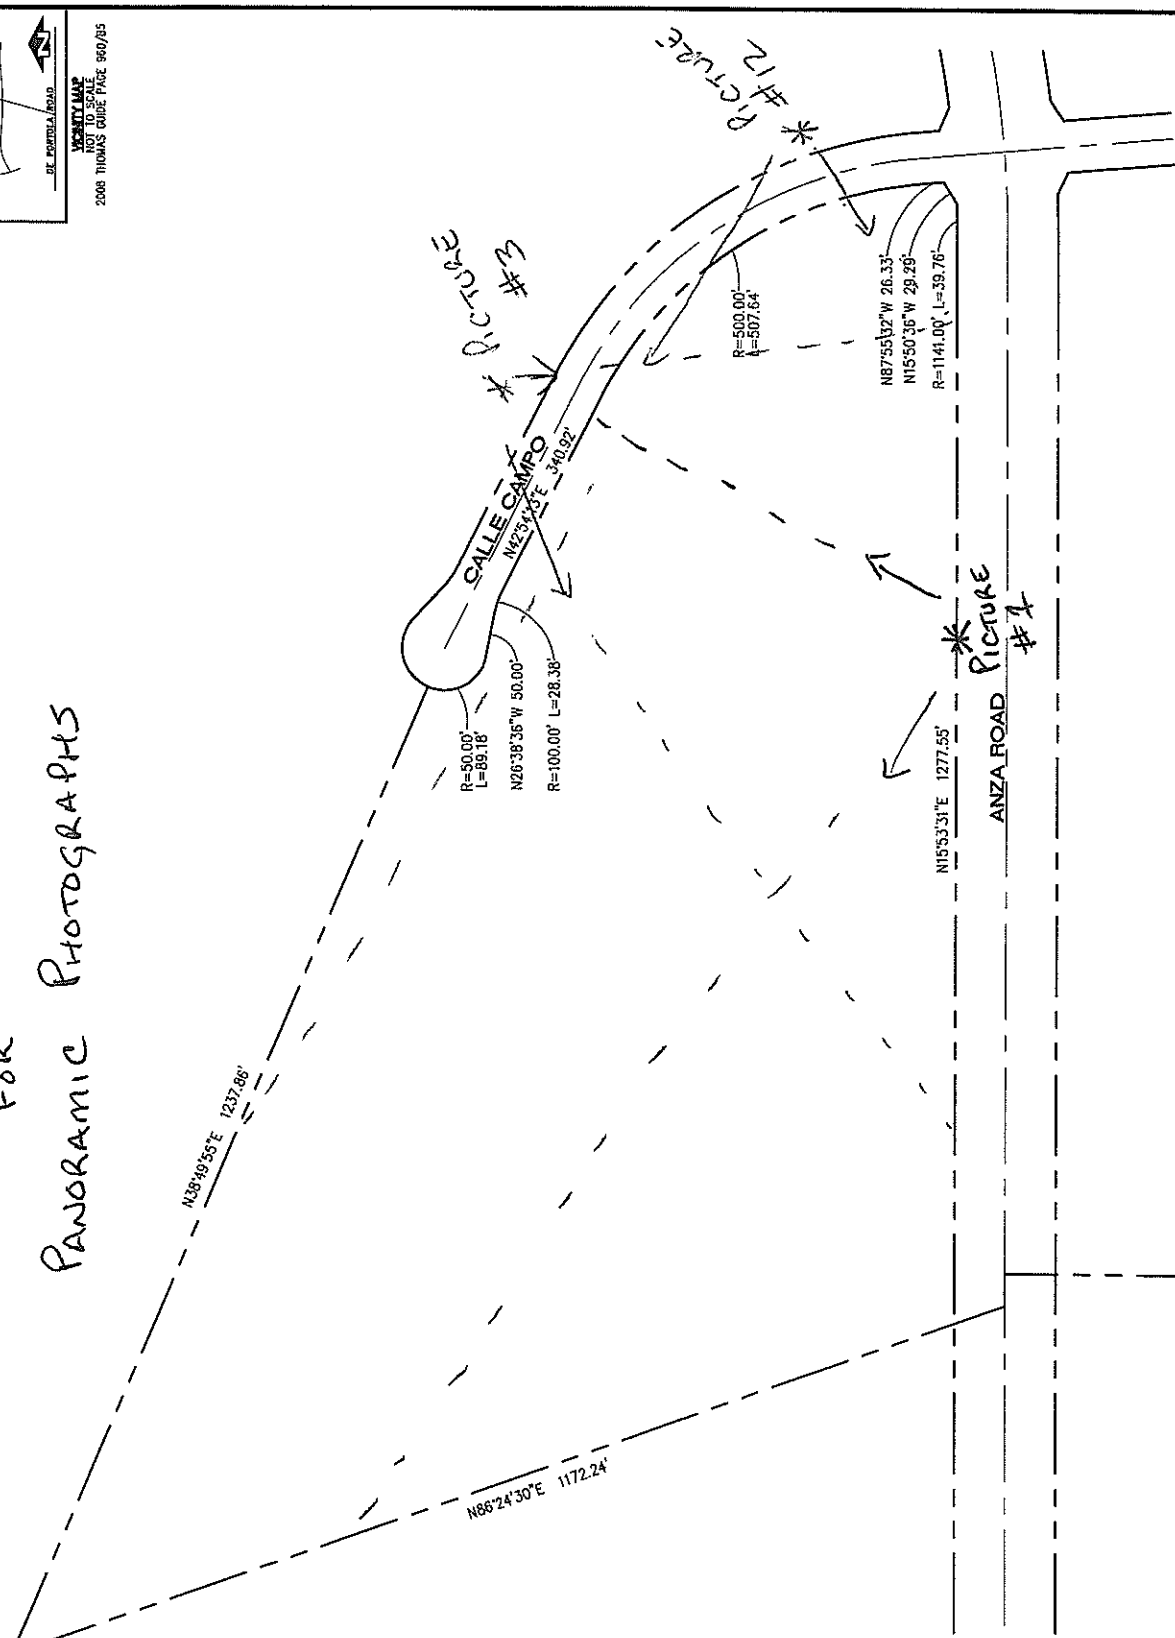 FOR
PANORAMIC PHOTOGRAPHS
DE PORTOLA ROAD
VICINITY MAP
NOT TO SCALE
2008 THOMAS GUIDE PAGE 960/B5
N
PICTURE
#12
PICTURE
#3
R=500.00'
L=507.64'
N87°55'32"W 26.33'
N15°50'36"W 29.29'
R=1141.00' L=39.76'
CALLE CAMPO
N42°54'13"E 340.92'
R=50.00'
L=89.18'
N26°38'36"W 50.00'
R=100.00' L=28.38'
PICTURE
#1
N15°53'31"E 1277.55'
ANZA ROAD
N38°49'55"E 1237.86'
N86°24'30"E 1172.24'